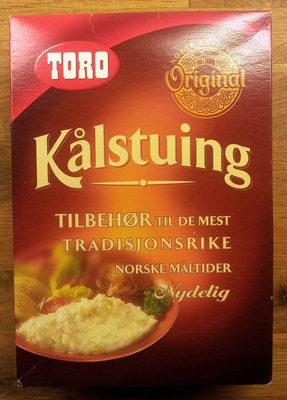 TORO
Original
Kålstuing
TILBEHØR TIL DE MEST
TRADISJONSRIKE
NORSKE MÅLTIDER
Nydelig